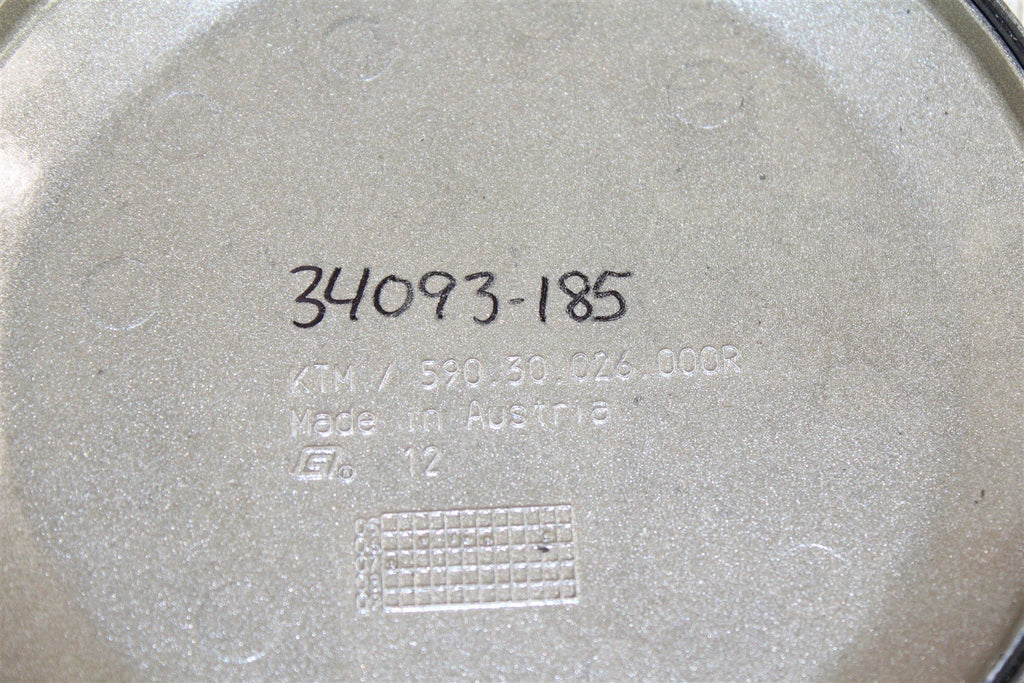 34093-185
KTM / 590.30.026.000R
Made in Austria
12